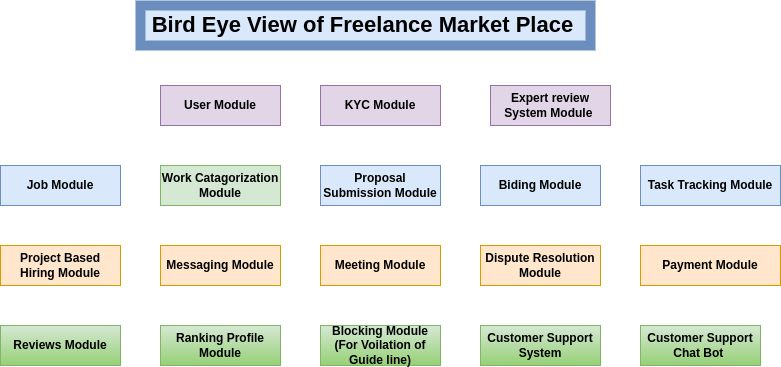 Bird Eye View of Freelance Market Place
User Module
KYC Module
Expert review
System Module
Job Module
Work Catagorization
Module
Proposal
Submission Module
Biding Module
Task Tracking Module
Project Based
Hiring Module
Messaging Module
Meeting Module
Dispute Resolution
Module
Payment Module
Reviews Module
Ranking Profile
Module
Blocking Module
(For Voilation of
Guide line)
Customer Support
System
Customer Support
Chat Bot